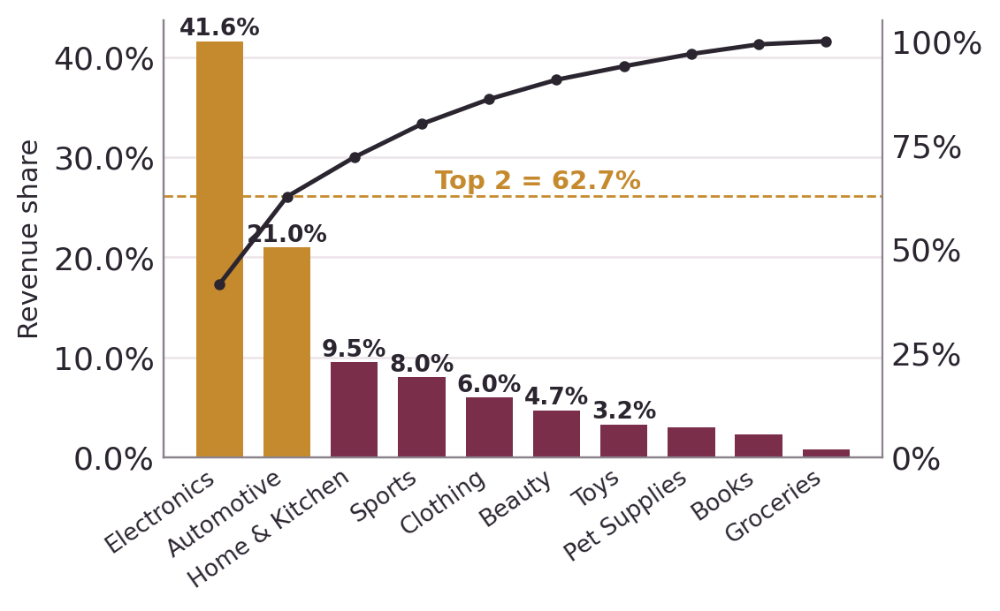 41.6%
40.0%
30.0%
20.0%
10.0%
0.0%
Revenue share
100%
75%
50%
25%
0%
Top 2 = 62.7%
21.0%
9.5%
8.0%
6.0%
4.7%
3.2%
Electronics
Automotive
Home & Kitchen
Sports
Clothing
Beauty
Toys
Pet Supplies
Books
Groceries